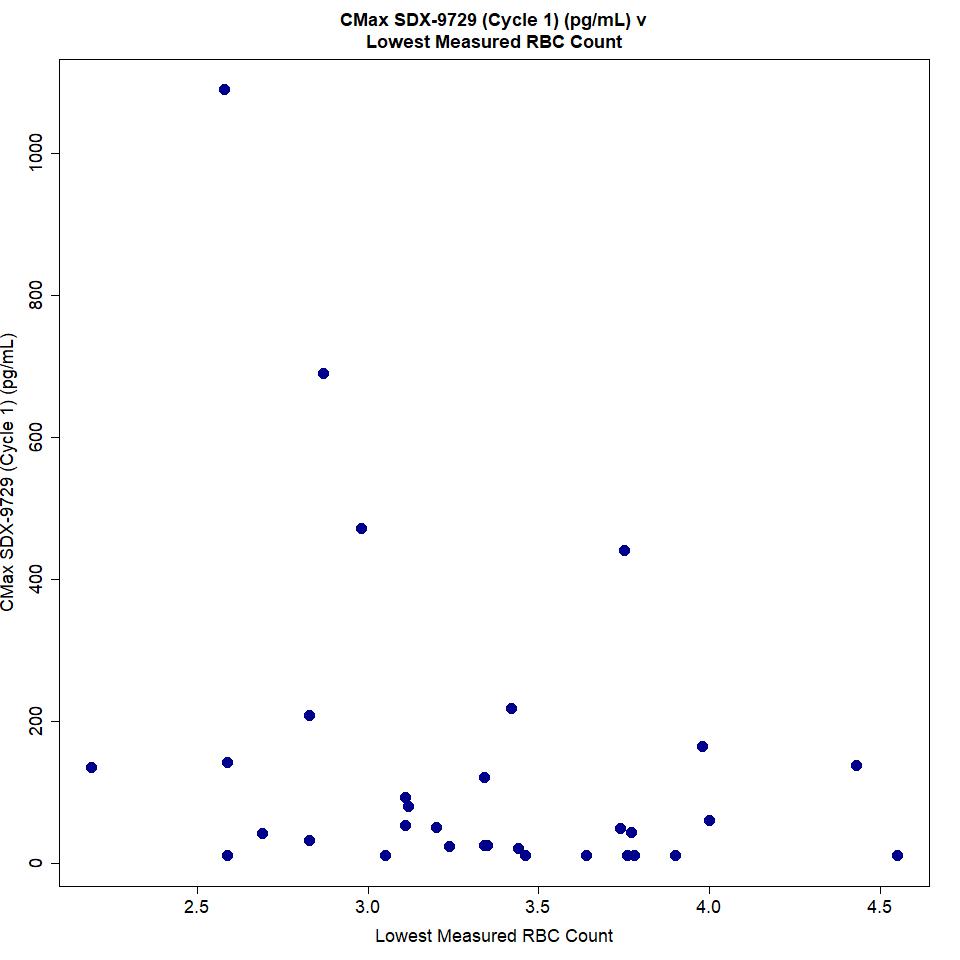 CMax SDX-9729 (Cycle 1) (pg/mL) v
Lowest Measured RBC Count
1000
800
600
400
200
0
CMax SDX-9729 (Cycle 1) (pg/mL)
2.5
3.0
3.5
4.0
4.5
Lowest Measured RBC Count